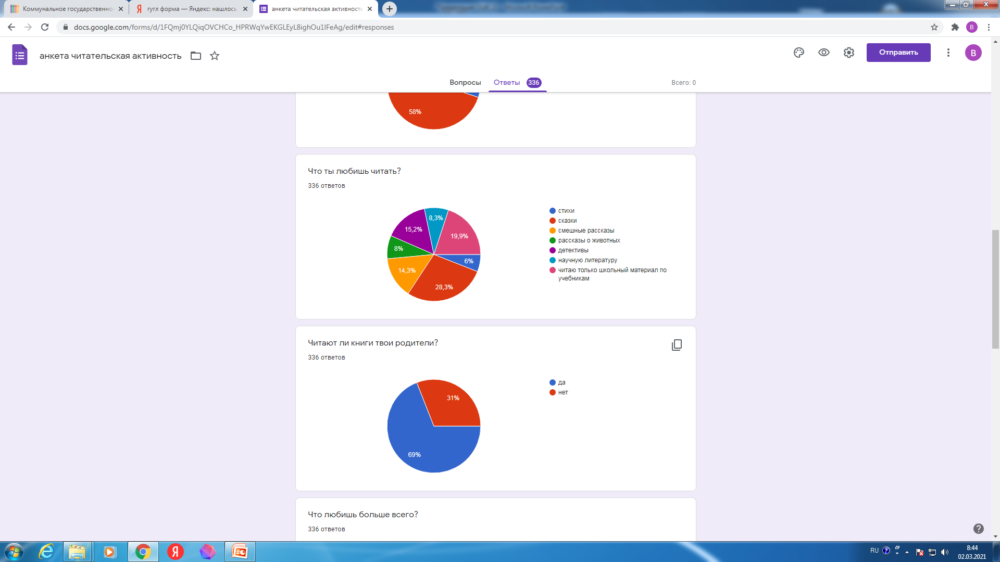 Коммунальное государственно
гугл форма — Яндекс: нашлось
анкета читательская активность
docs.google.com/forms/d/1FQmj0YLQiqOVCHCo_HPRWqYwEKGLEyL8ighOu1lFeAg/edit#responses
B
анкета читательская активность
Отправить
B
Вопросы
Ответы 336
Всего: 0
58%
Что ты любишь читать?
336 ответов
8,3%
15,2%
19,9%
8%
6%
14,3%
28,3%
стихи
сказки
смешные рассказы
рассказы о животных
детективы
научную литературу
читаю только школьный материал по
учебникам
Читают ли книги твои родители?
336 ответов
31%
69%
да
нет
Что любишь больше всего?
336 ответов
RU
8:44
02.03.2021